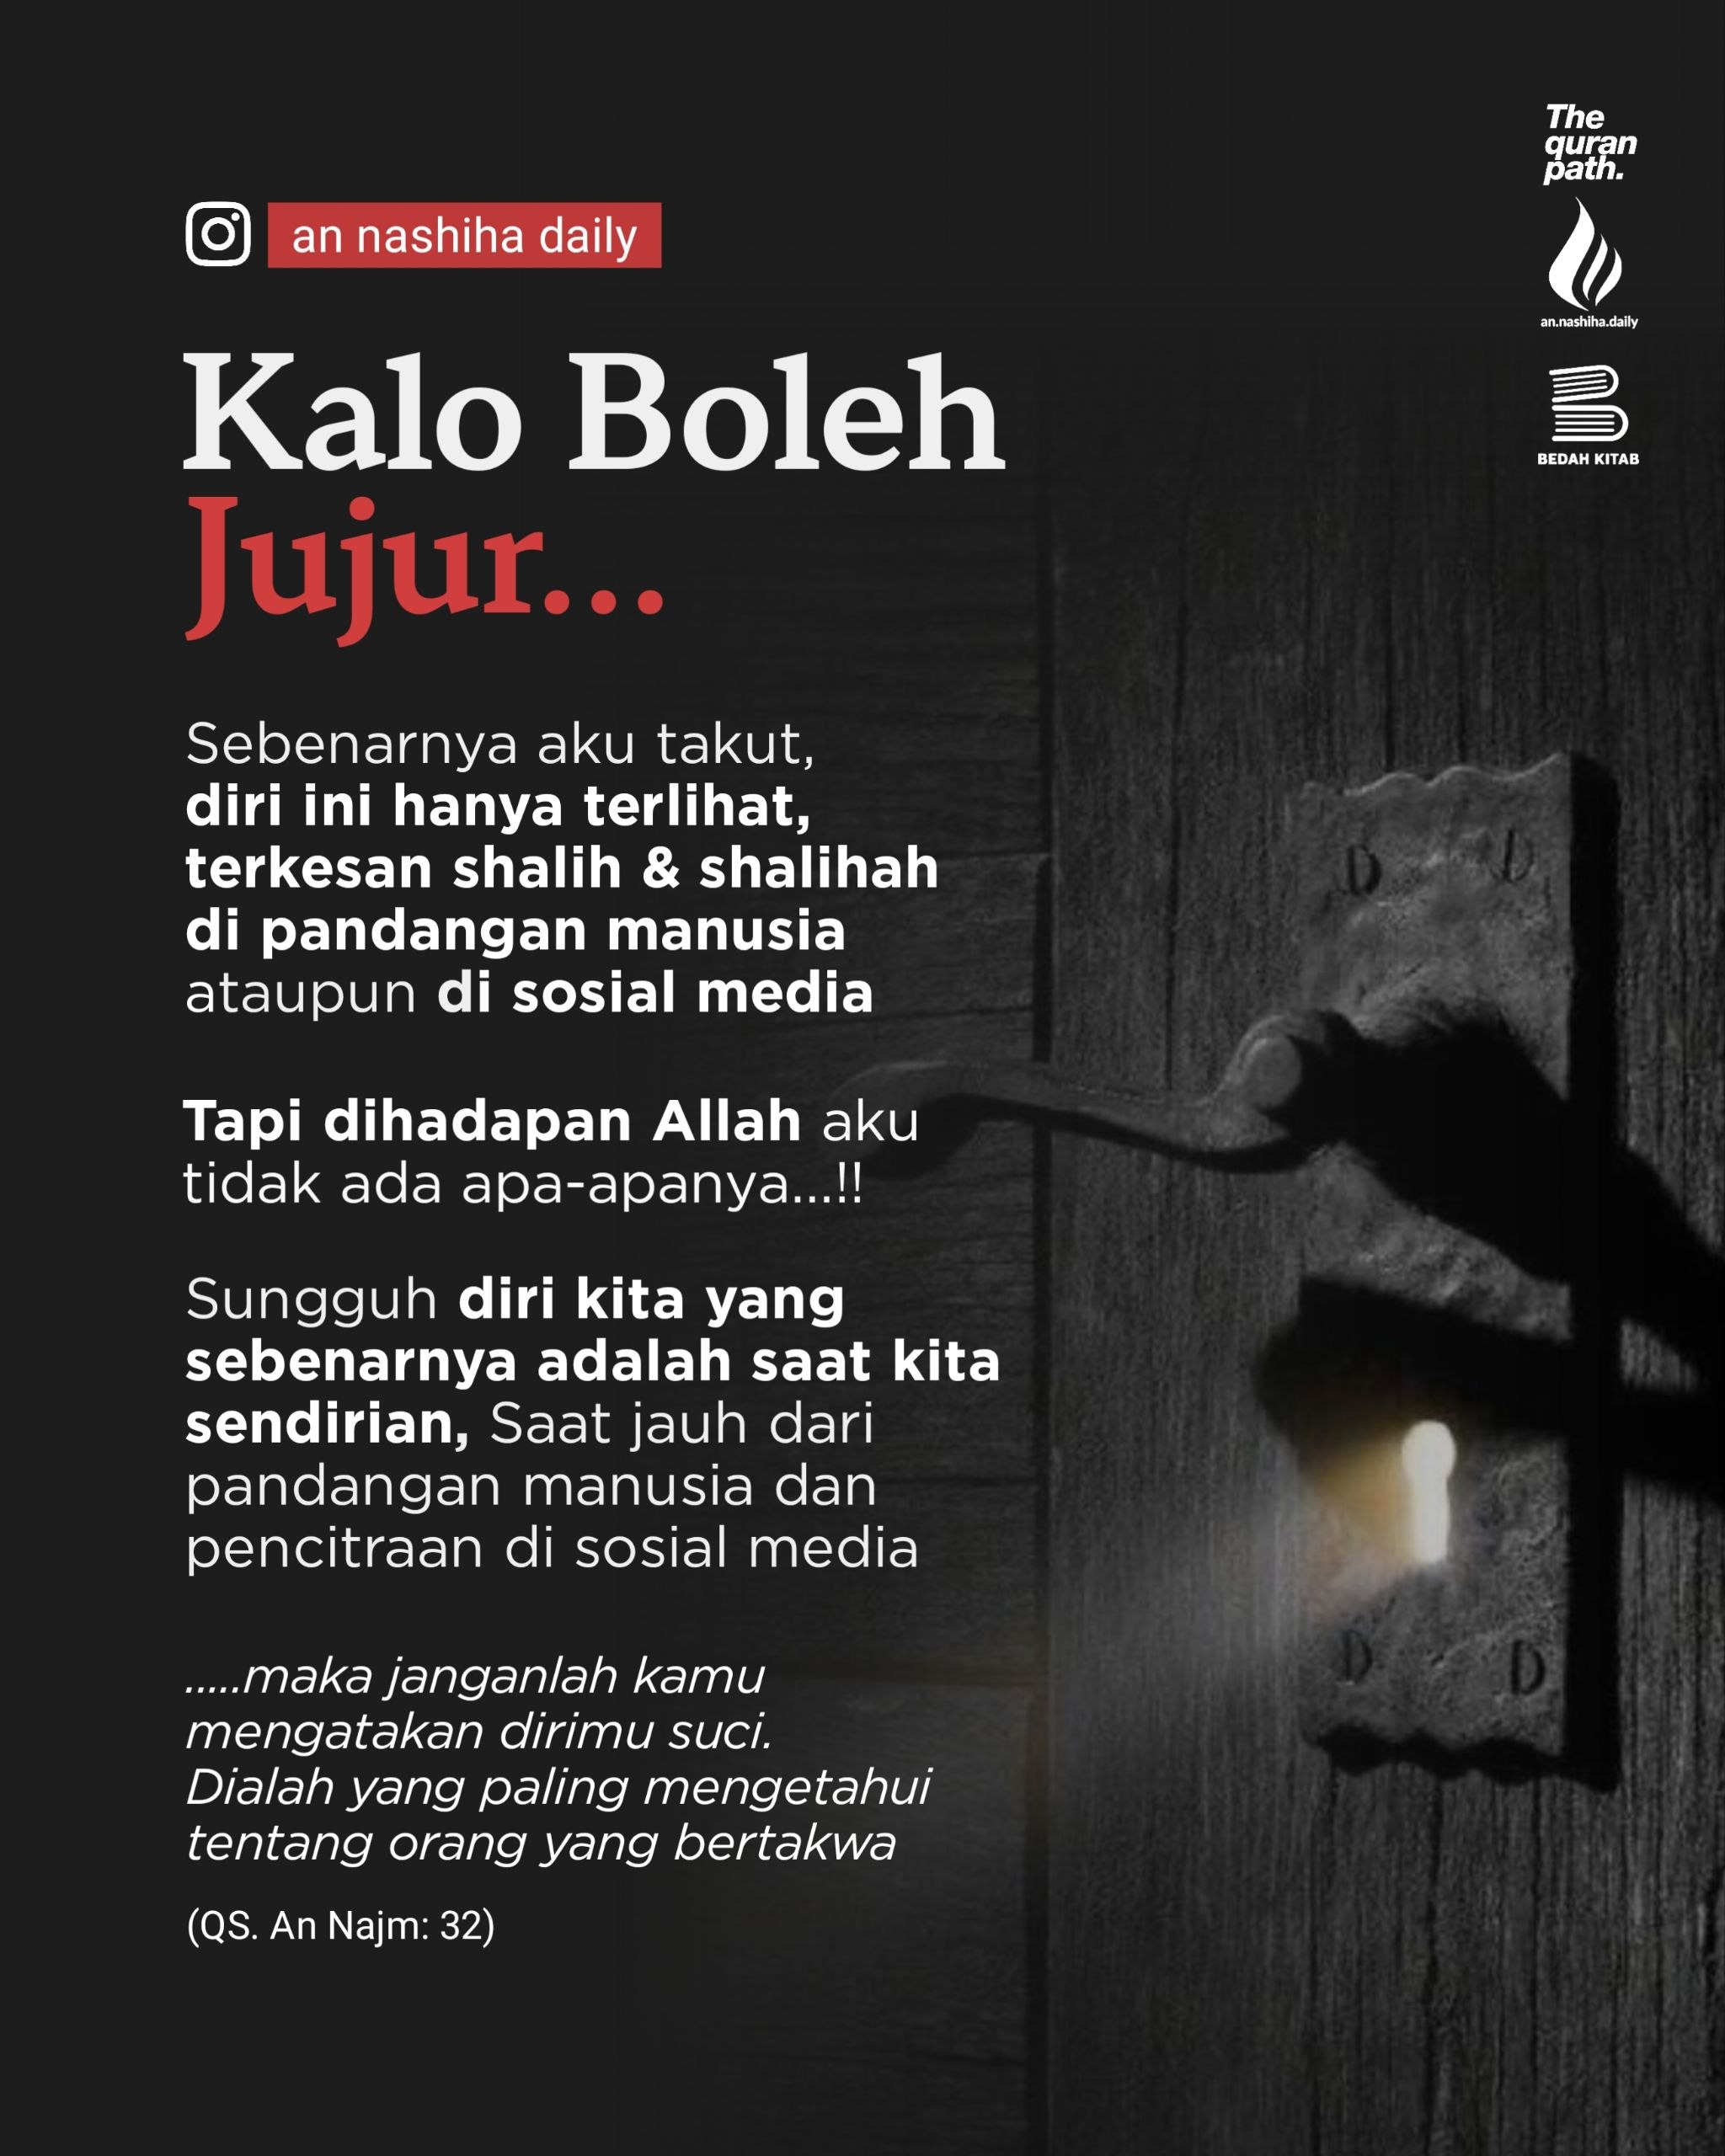 The
quran
path.
an nashiha daily
an.nashiha.daily
BEDAH KITAB
Kalo Boleh
Jujur...
Sebenarnya aku takut,
diri ini hanya terlihat,
terkesan shalih & shalihah
di pandangan manusia
ataupun di sosial media
Tapi dihadapan Allah aku
tidak ada apa-apanya...!!
Sungguh diri kita yang
sebenarnya adalah saat kita
sendirian, Saat jauh dari
pandangan manusia dan
pencitraan di sosial media
.....maka janganlah kamu
mengatakan dirimu suci.
Dialah yang paling mengetahui
tentang orang yang bertakwa
(QS. An Najm: 32)